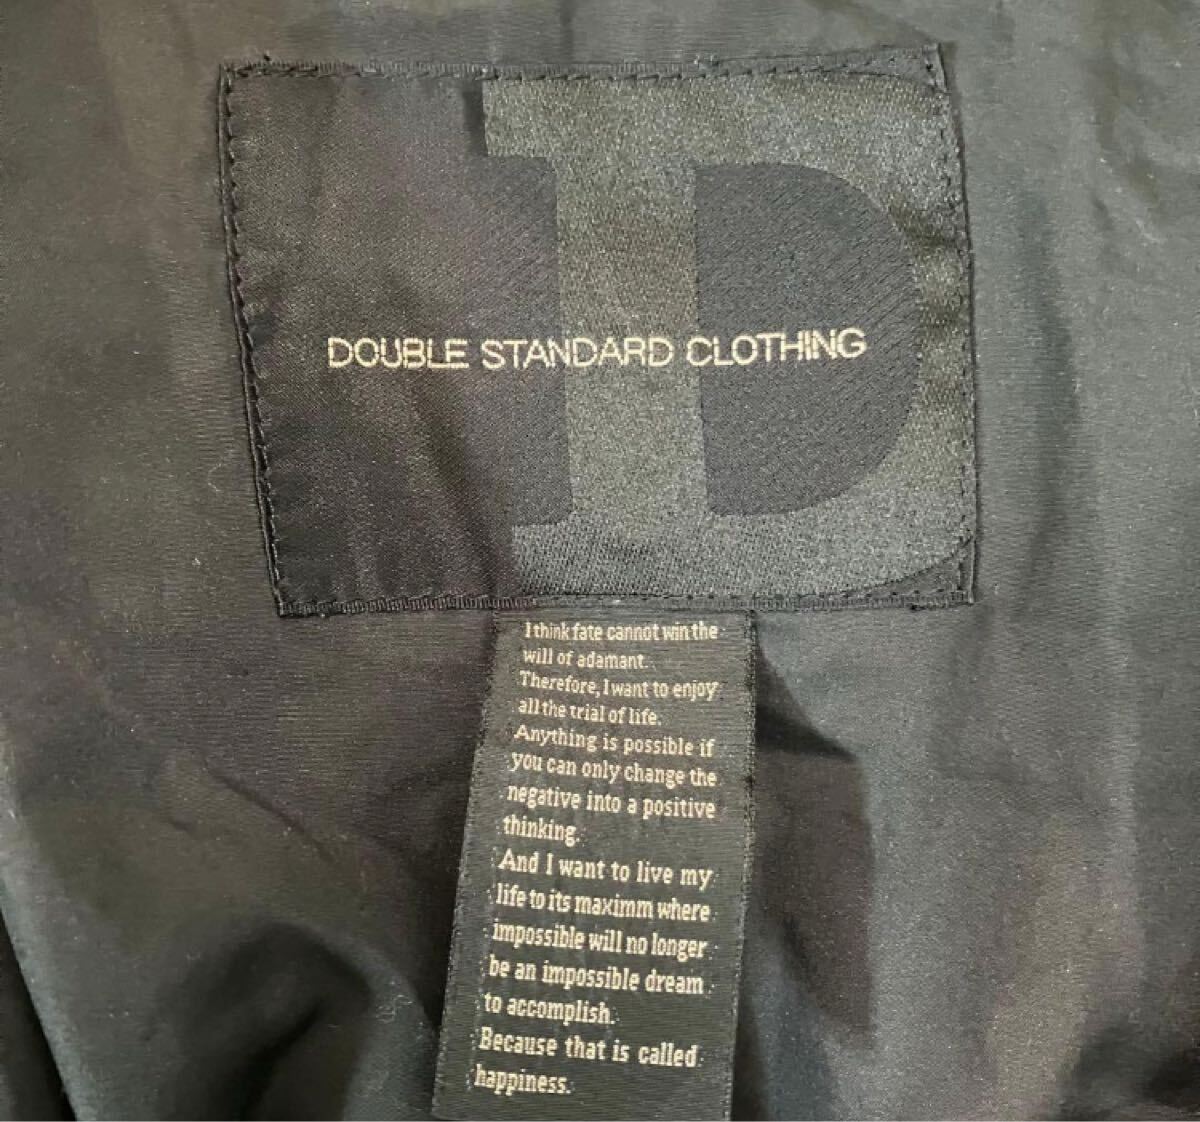 D
DOUBLE STANDARD CLOTHING
I think fate cannot win the
will of adamant.
Therefore, I want to enjoy
all the trial of life.
Anything is possible if
you can only change the
negative into a positive
thinking.
And I want to live my
life to its maximm where
impossible will no longer
be an impossible dream
to accomplish.
Because that is called
happiness.